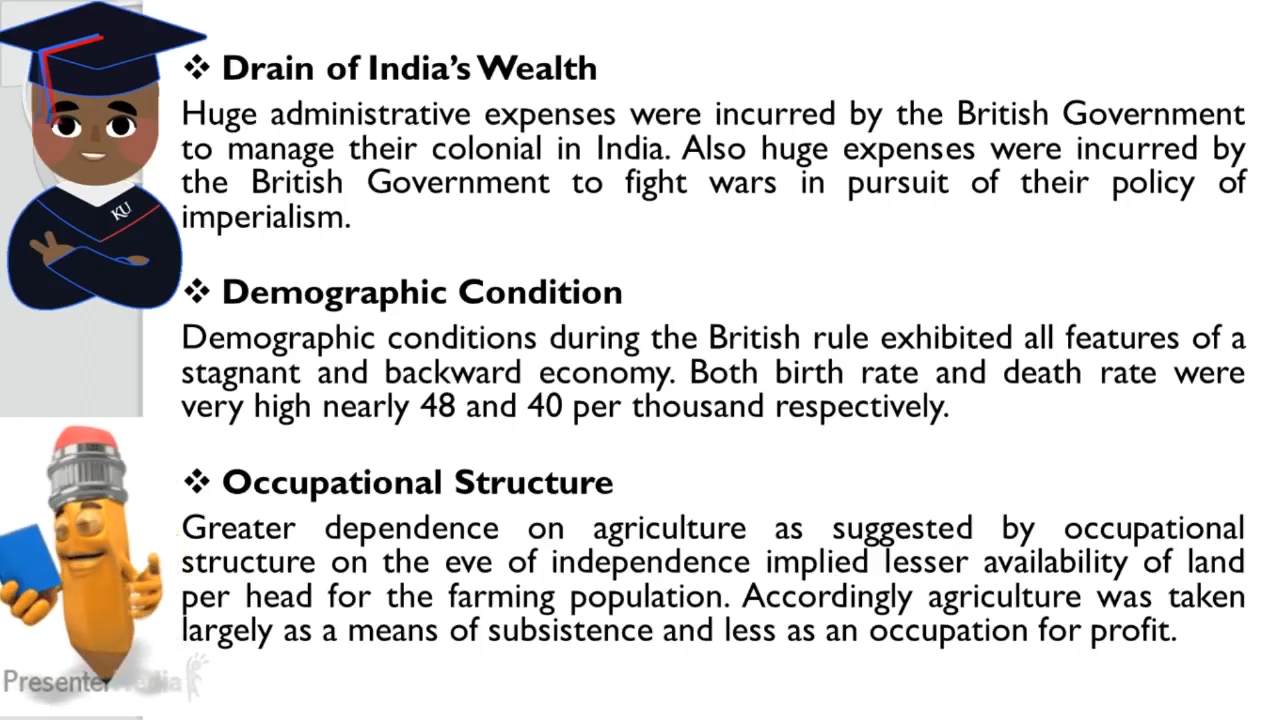 ❖ Drain of India's Wealth
Huge administrative expenses were incurred by the British Government
to manage their colonial in India. Also huge expenses were incurred by
the British Government to fight wars in pursuit of their policy of
imperialism.
KU
❖ Demographic Condition
Demographic conditions during the British rule exhibited all features of a
stagnant and backward economy. Both birth rate and death rate were
very high nearly 48 and 40 per thousand respectively.
❖ Occupational Structure
Greater dependence on agriculture as suggested by occupational
structure on the eve of independence implied lesser availability of land
per head for the farming population. Accordingly agriculture was taken
largely as a means of subsistence and less as an occupation for profit.
PresenterMedia